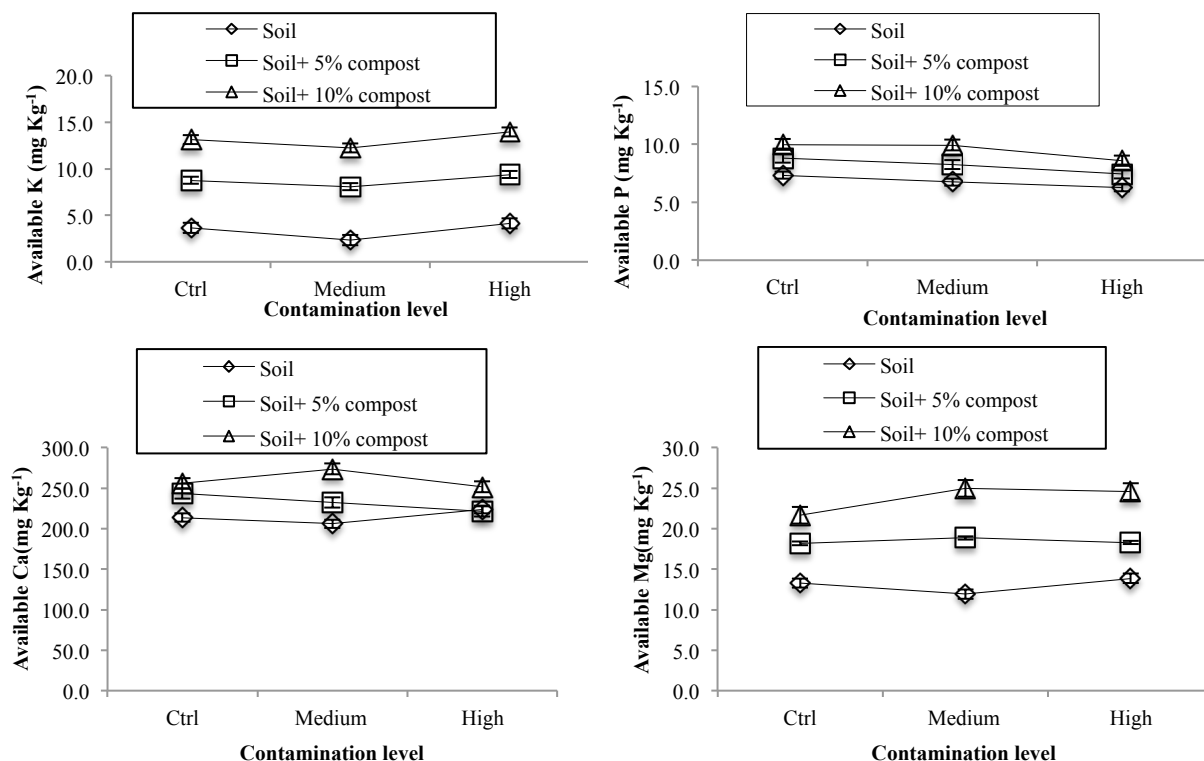 Soil
Soil+ 5% compost
Soil+ 10% compost
Available K (mg Kg-1)
20.0
15.0
10.0
5.0
0.0
Ctrl Medium High
Contamination level
Soil
Soil+ 5% compost
Soil+ 10% compost
Available P (mg Kg-1)
15.0
10.0
5.0
0.0
Ctrl Medium High
Contamination level
Soil
Soil+ 5% compost
Soil+ 10% compost
Available Ca(mg Kg-1)
300.0
250.0
200.0
150.0
100.0
50.0
0.0
Ctrl Medium High
Contamination level
Soil
Soil+ 5% compost
Soil+ 10% compost
Available Mg(mg Kg-1)
30.0
25.0
20.0
15.0
10.0
5.0
0.0
Ctrl Medium High
Contamination level